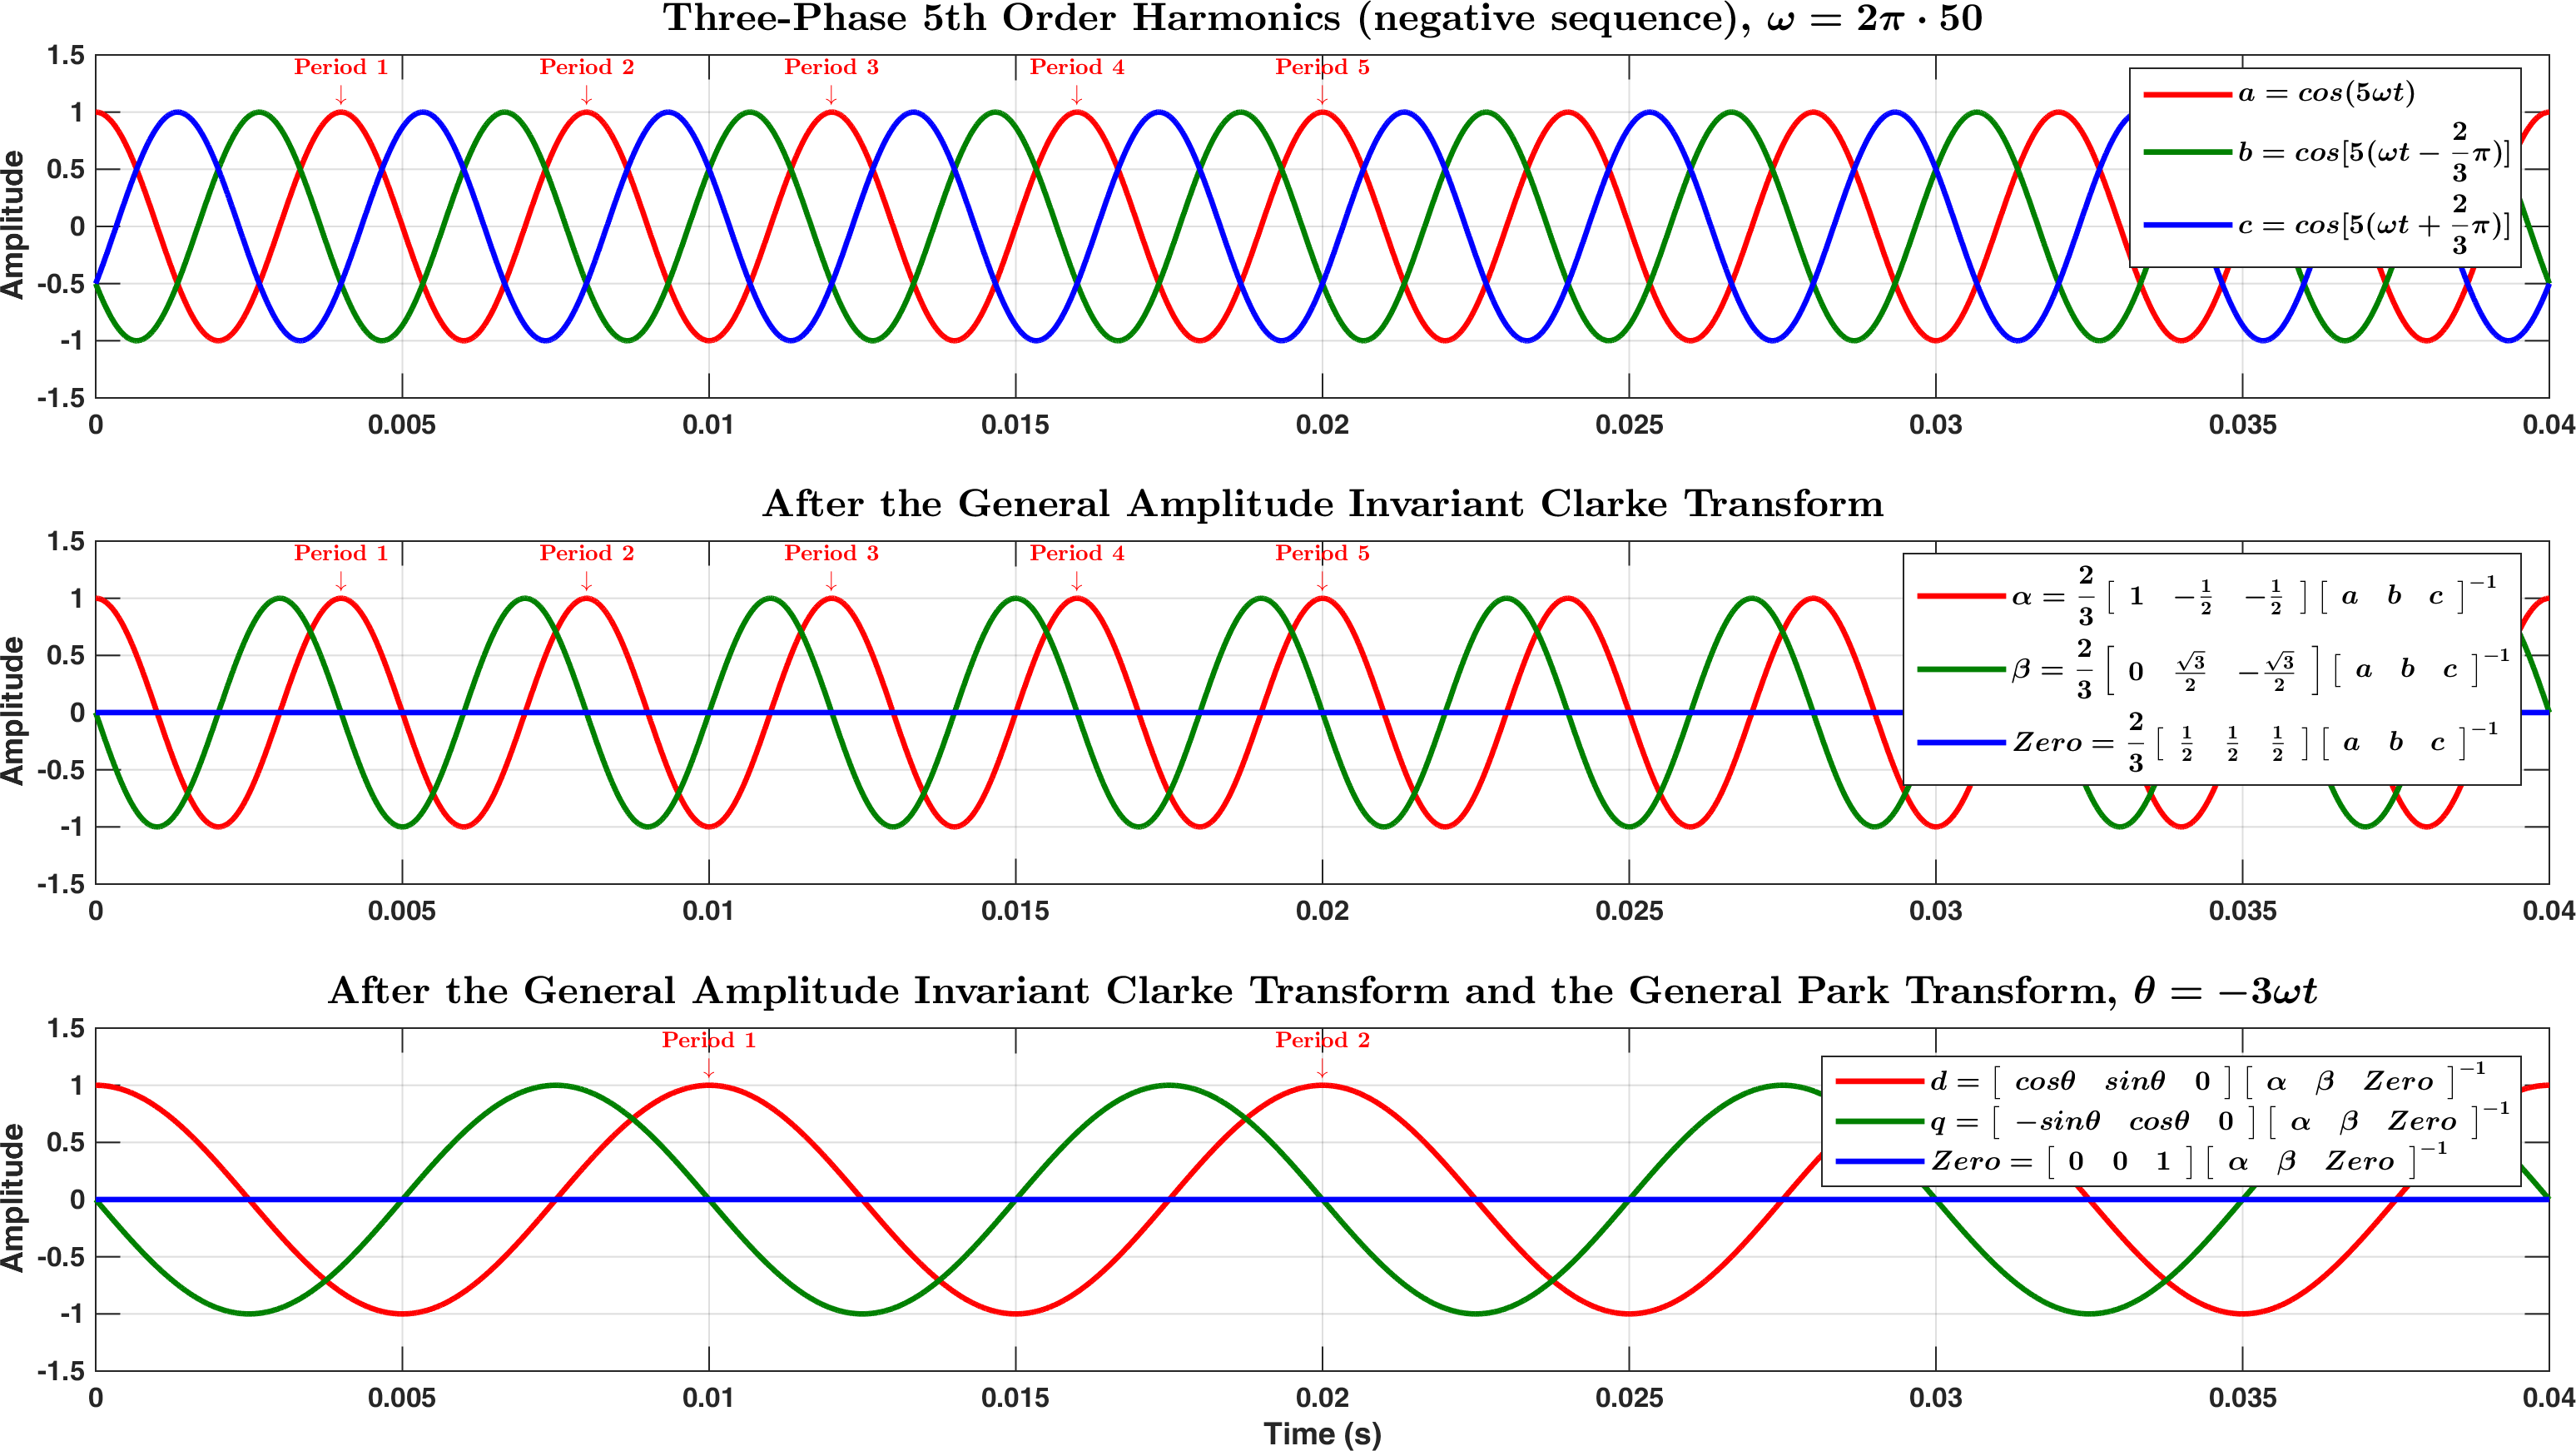 Three-Phase 5th Order Harmonics (negative sequence), ω = 2π · 50
Period 1 Period 2 Period 3 Period 4 Period 5
↓ ↓ ↓ ↓ ↓
Amplitude
1.5
1
0.5
0
-0.5
-1
-1.5
a = cos(5ωt)
b = cos[5(ωt − 2/3 π)]
c = cos[5(ωt + 2/3 π)]
0 0.005 0.01 0.015 0.02 0.025 0.03 0.035 0.04
After the General Amplitude Invariant Clarke Transform
Period 1 Period 2 Period 3 Period 4 Period 5
↓ ↓ ↓ ↓ ↓
Amplitude
1.5
1
0.5
0
-0.5
-1
-1.5
α = 2/3 [ 1 −1/2 −1/2 ] [ a b c ]⁻¹
β = 2/3 [ 0 √3/2 −√3/2 ] [ a b c ]⁻¹
Zero = 2/3 [ 1/2 1/2 1/2 ] [ a b c ]⁻¹
0 0.005 0.01 0.015 0.02 0.025 0.03 0.035 0.04
After the General Amplitude Invariant Clarke Transform and the General Park Transform, θ = −3ωt
Period 1 Period 2
↓ ↓
Amplitude
1.5
1
0.5
0
-0.5
-1
-1.5
d = [ cosθ sinθ 0 ] [ α β Zero ]⁻¹
q = [ −sinθ cosθ 0 ] [ α β Zero ]⁻¹
Zero = [ 0 0 1 ] [ α β Zero ]⁻¹
0 0.005 0.01 0.015 0.02 0.025 0.03 0.035 0.04
Time (s)